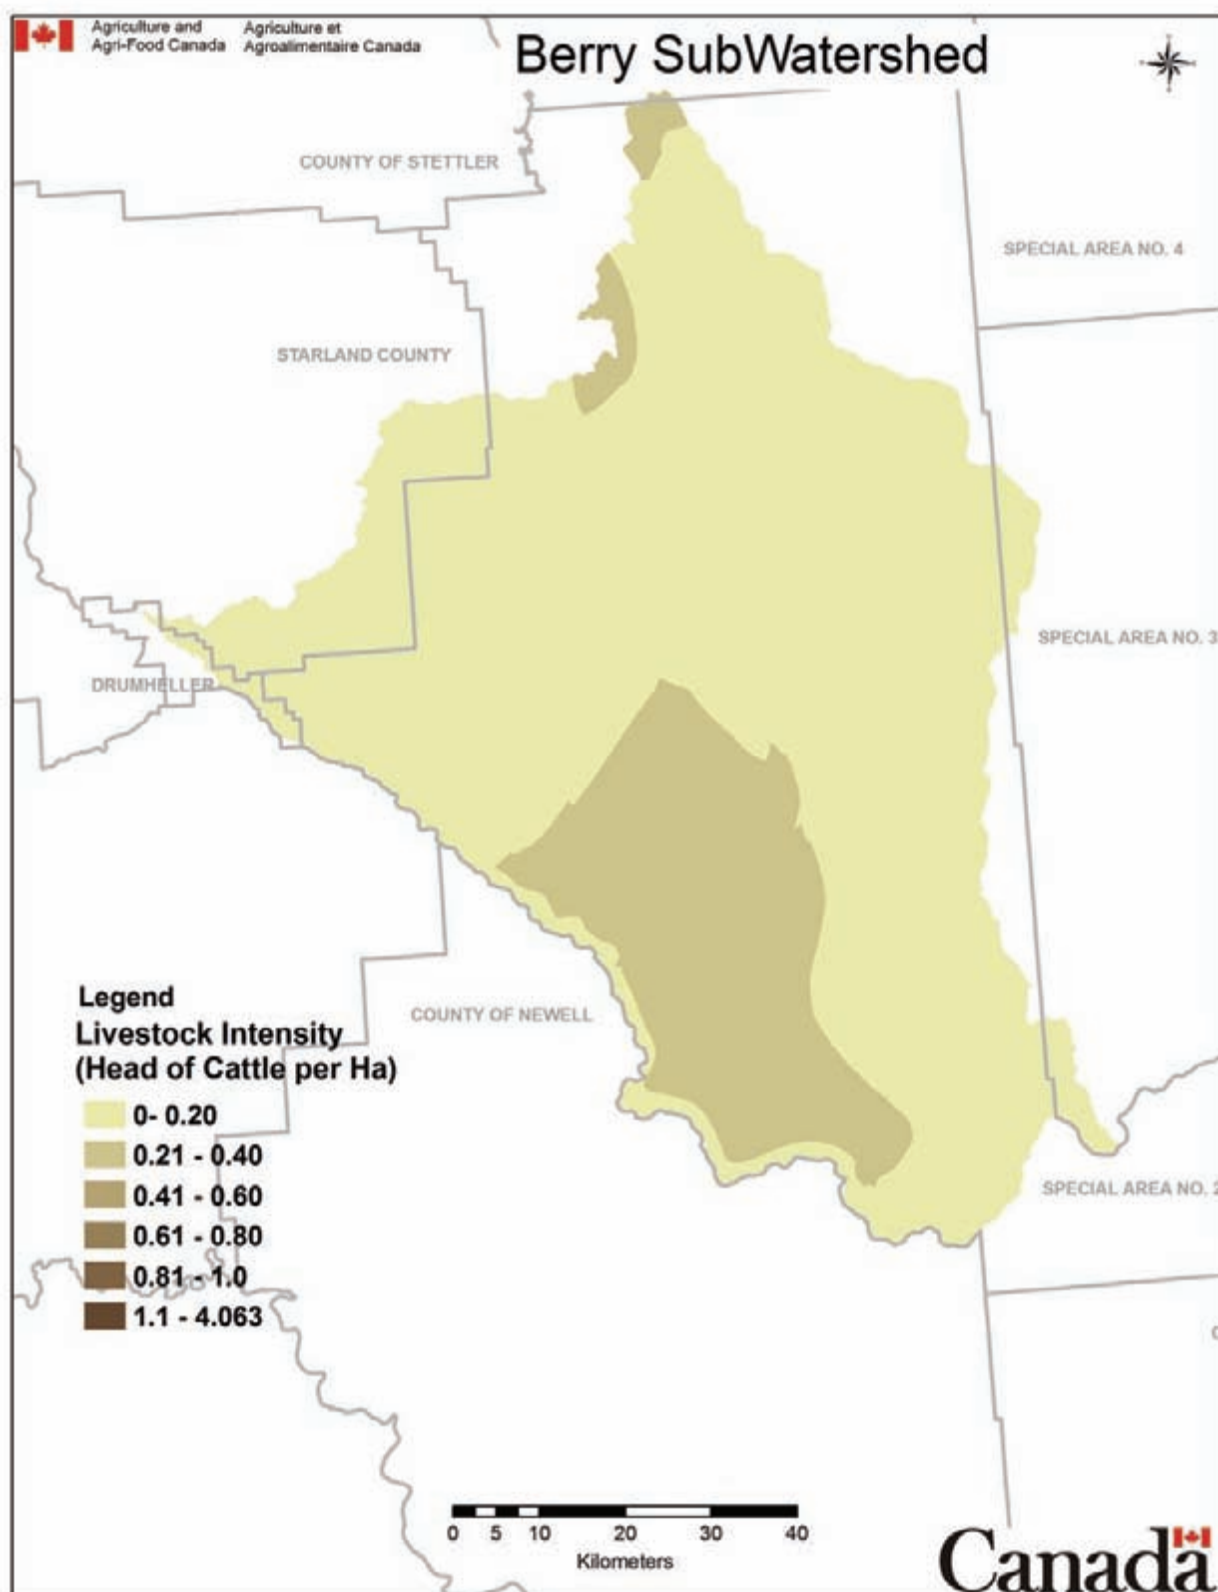 Agriculture and
Agri-Food Canada
Agriculture et
Agroalimentaire Canada
Berry SubWatershed
COUNTY OF STETTLER
SPECIAL AREA NO. 4
STARLAND COUNTY
SPECIAL AREA NO. 3
DRUMHELLER
COUNTY OF NEWELL
Legend
Livestock Intensity
(Head of Cattle per Ha)
0- 0.20
0.21 - 0.40
0.41 - 0.60
0.61 - 0.80
0.81 - 1.0
1.1 - 4.063
SPECIAL AREA NO. 2
0 5 10 20 30 40
Kilometers
Canada